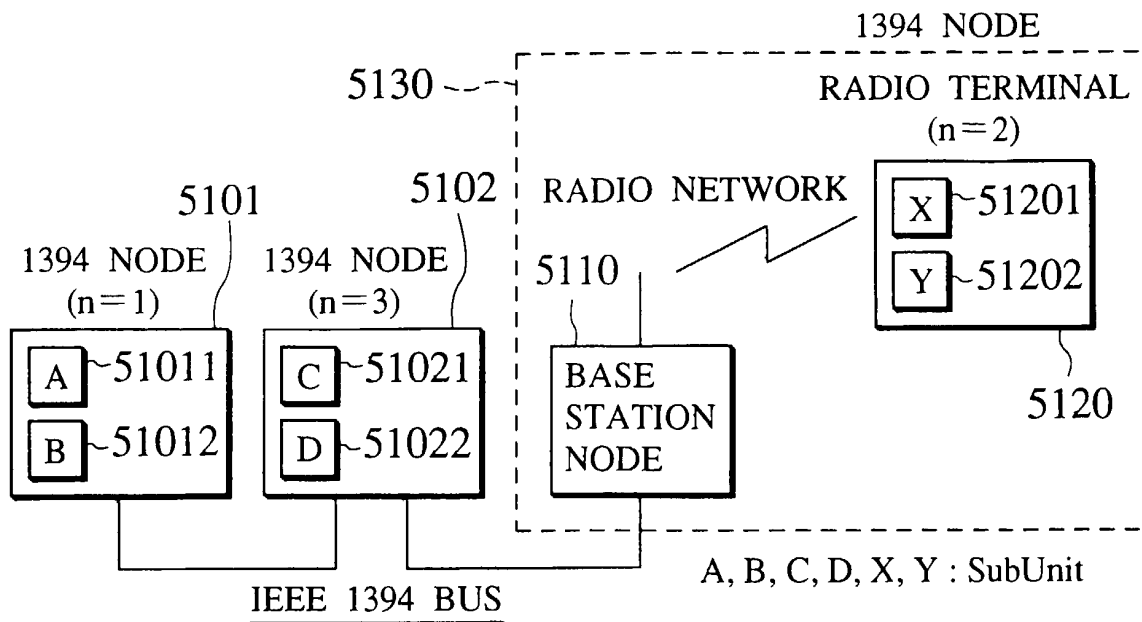 1394 NODE
5130
RADIO TERMINAL
(n=2)
X
51201
Y
51202
5120
RADIO NETWORK
5110
BASE
STATION
NODE
5101
1394 NODE
(n=1)
A
51011
B
51012
5102
1394 NODE
(n=3)
C
51021
D
51022
A, B, C, D, X, Y : SubUnit
IEEE 1394 BUS